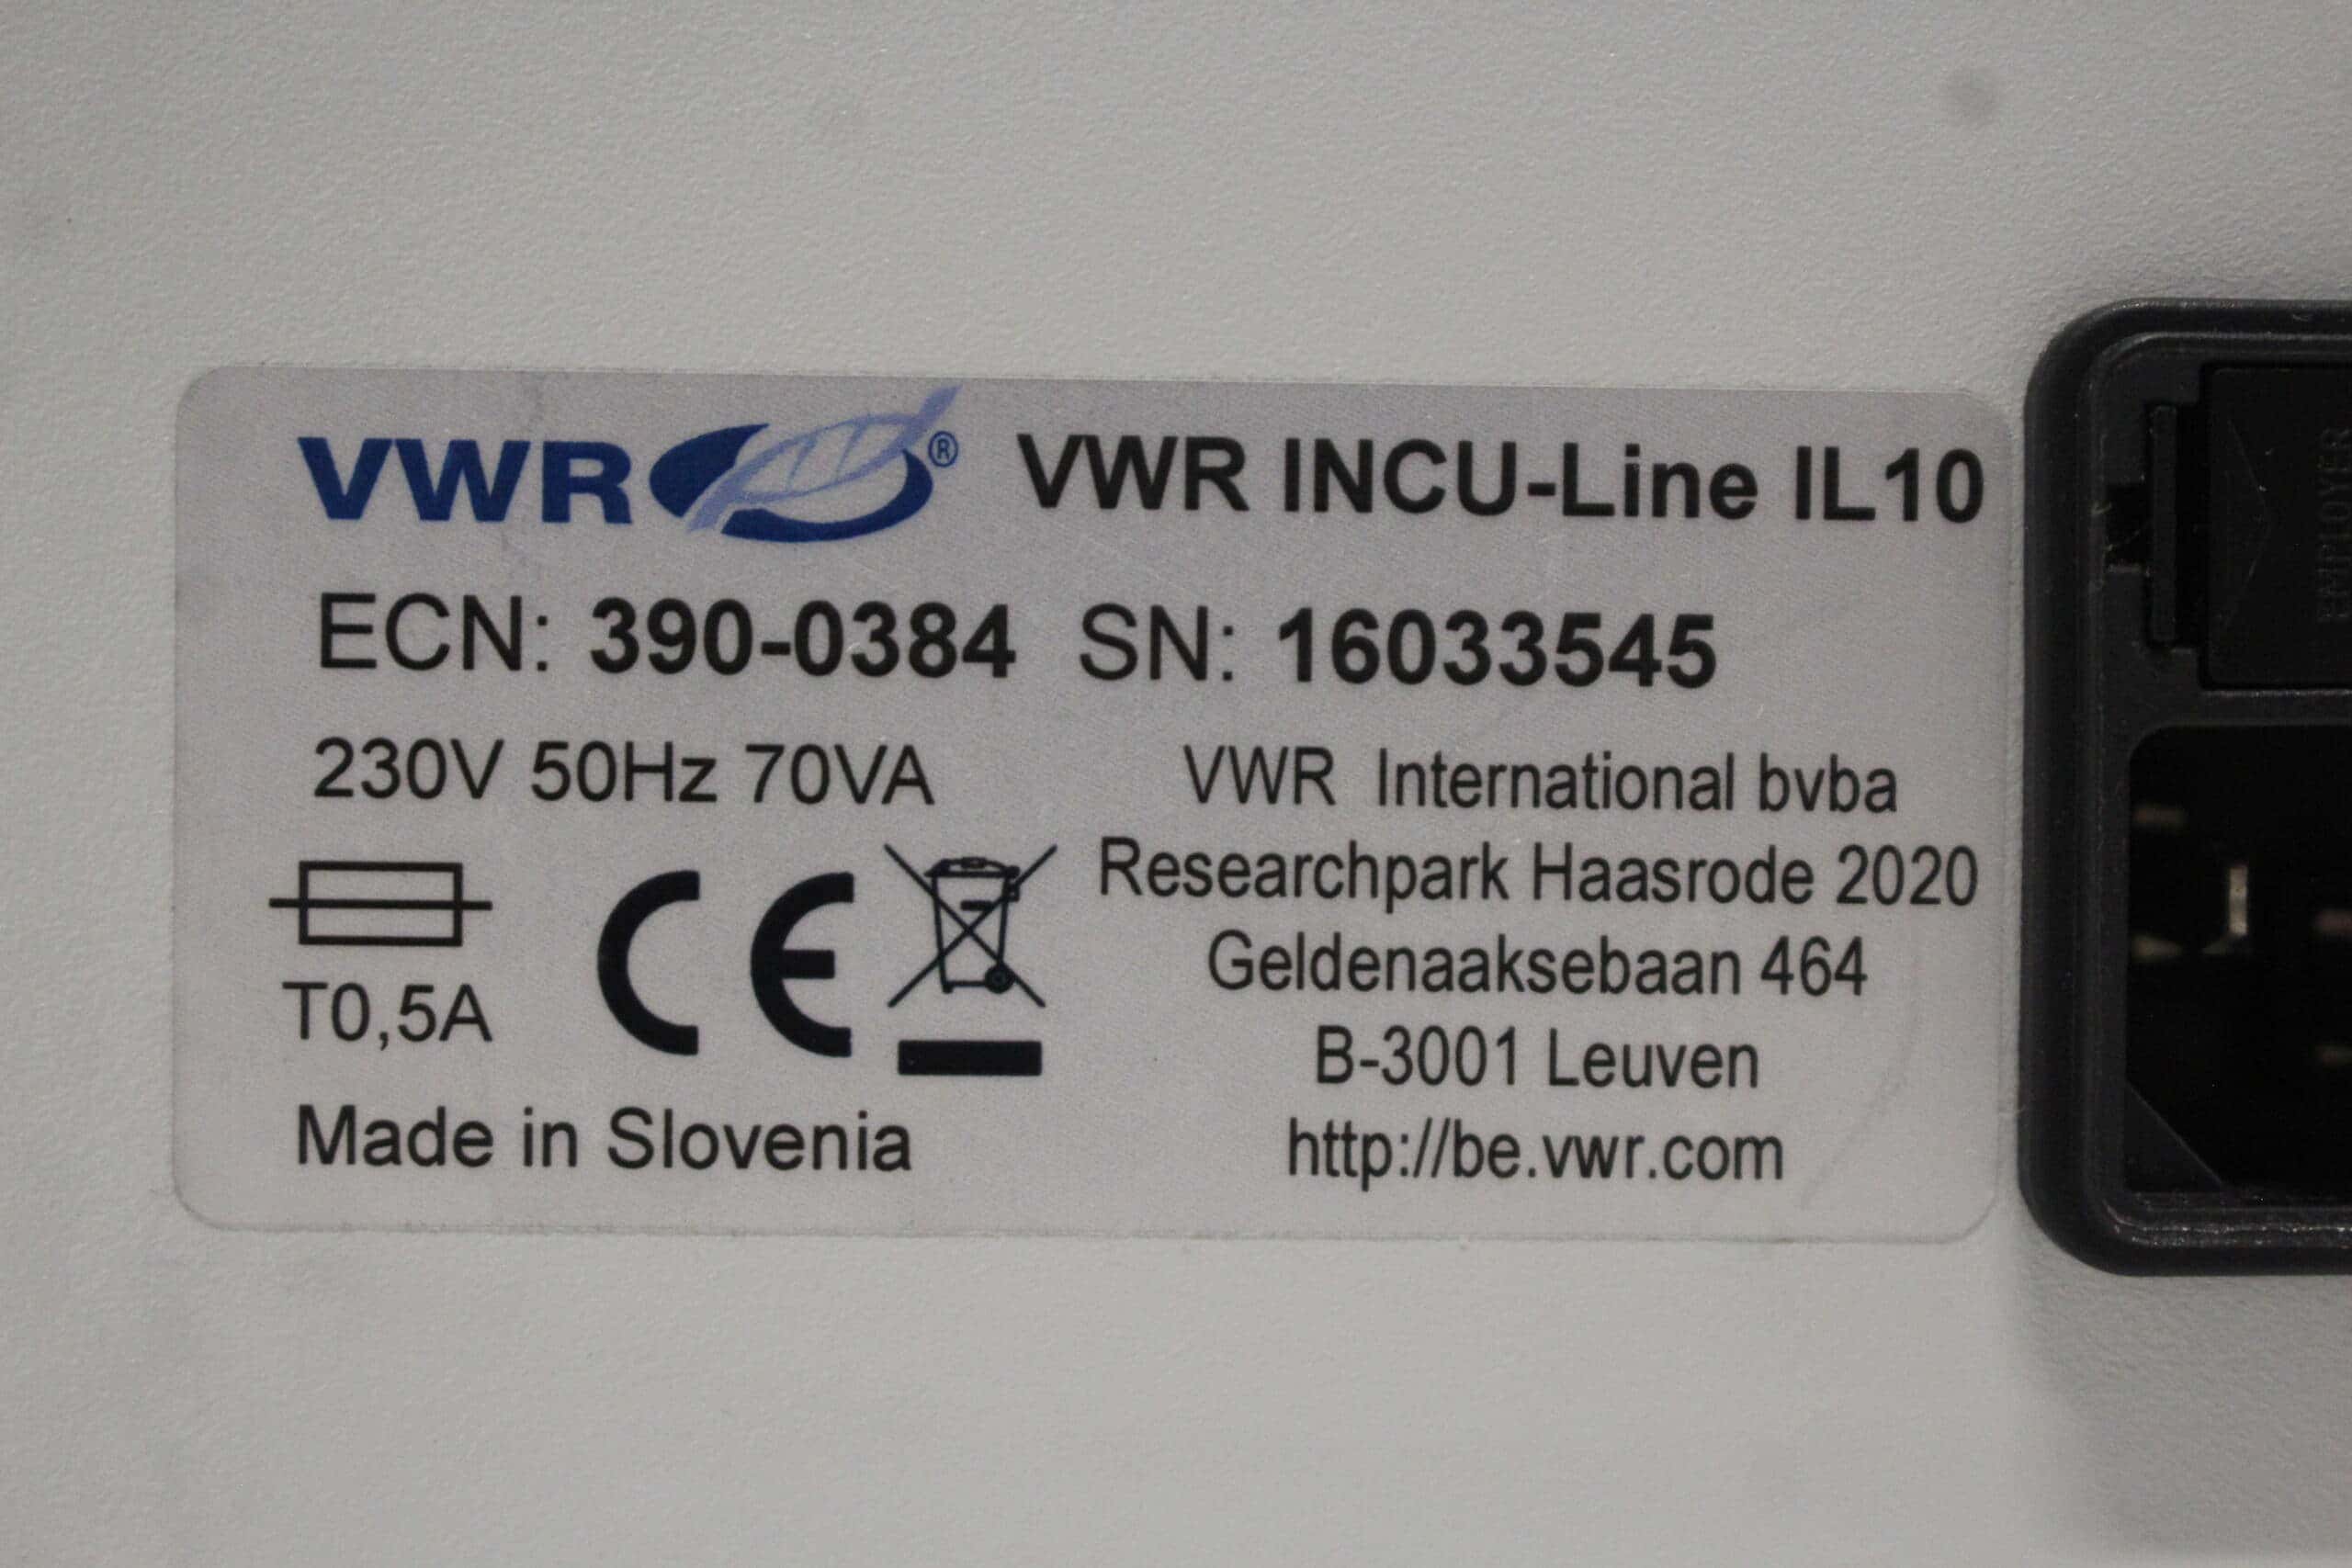 VWR® VWR INCU-Line IL10
ECN: 390-0384 SN: 16033545
230V 50Hz 70VA
T0,5A
CE
Made in Slovenia
VWR International bvba
Researchpark Haasrode 2020
Geldenaaksebaan 464
B-3001 Leuven
http://be.vwr.com